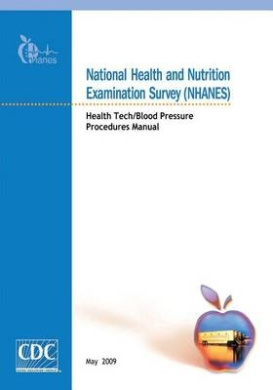 nhanes
National Health and Nutrition
Examination Survey (NHANES)
Health Tech/Blood Pressure
Procedures Manual
CDC
May 2009